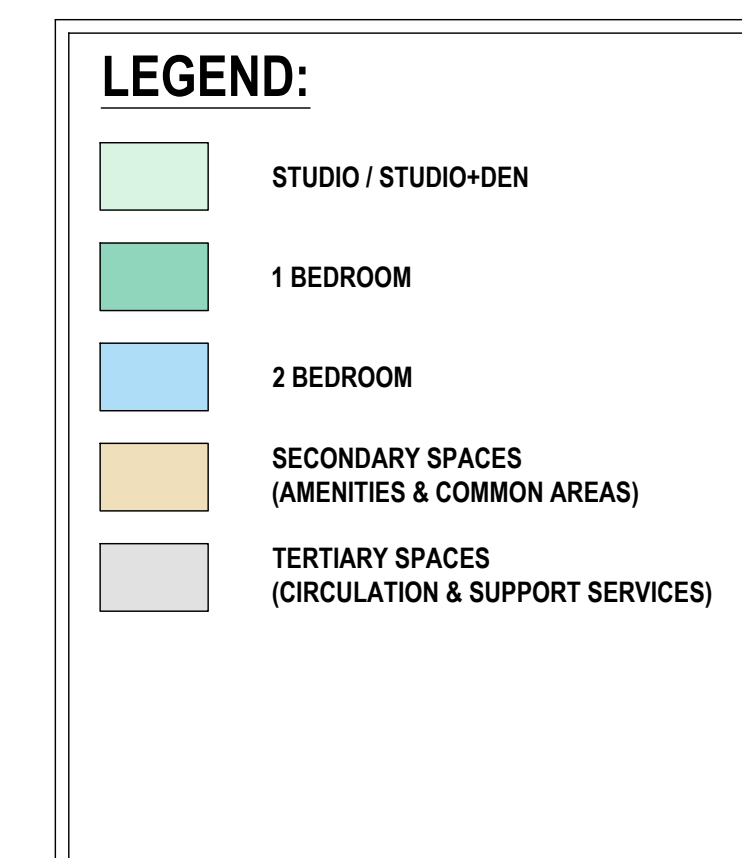 LEGEND:
STUDIO / STUDIO+DEN
1 BEDROOM
2 BEDROOM
SECONDARY SPACES
(AMENITIES & COMMON AREAS)
TERTIARY SPACES
(CIRCULATION & SUPPORT SERVICES)